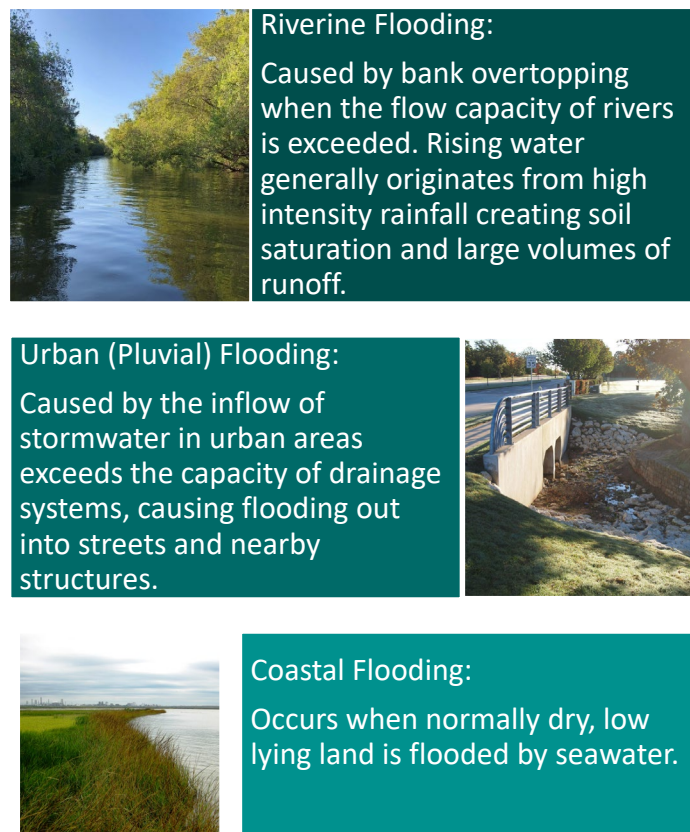 Riverine Flooding:
Caused by bank overtopping
when the flow capacity of rivers
is exceeded. Rising water
generally originates from high
intensity rainfall creating soil
saturation and large volumes of
runoff.
Urban (Pluvial) Flooding:
Caused by the inflow of
stormwater in urban areas
exceeds the capacity of drainage
systems, causing flooding out
into streets and nearby
structures.
Coastal Flooding:
Occurs when normally dry, low
lying land is flooded by seawater.